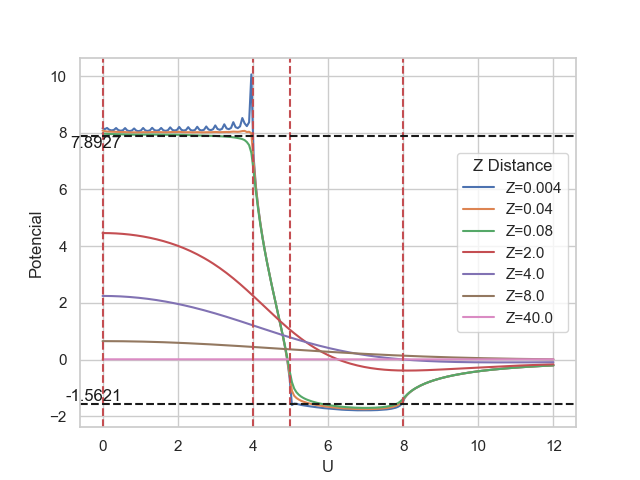 10
8
7.8927
6
4
2
0
-1.5621
−2
Potencial
0
2
4
6
8
10
12
U
Z Distance
Z=0.004
Z=0.04
Z=0.08
Z=2.0
Z=4.0
Z=8.0
Z=40.0